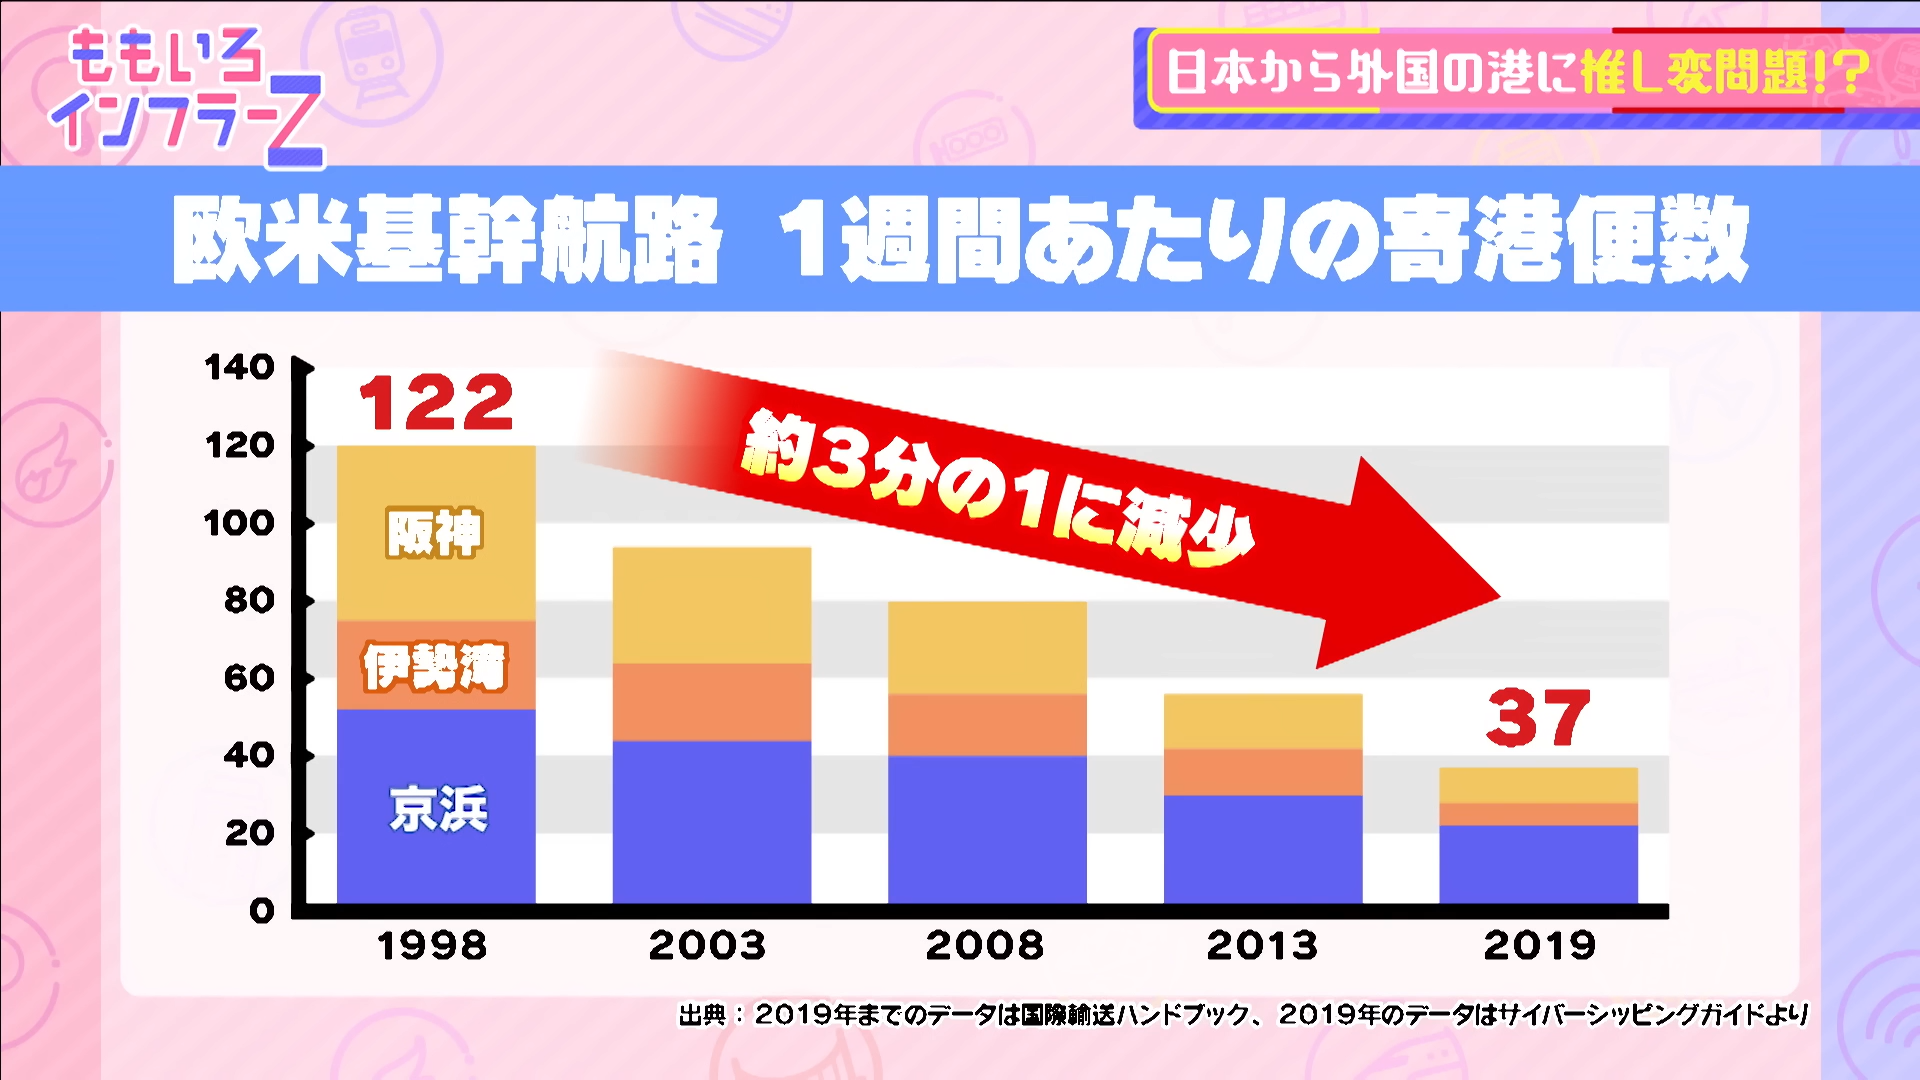 ももいろ
インフラーZ
日本から外国の港に推し変問題!?
欧米基幹航路 1週間あたりの寄港便数
140
120
100
80
60
40
20
0
122
阪神
伊勢湾
京浜
約3分の1に減少
37
1998 2003 2008 2013 2019
出典:2019年までのデータは国際輸送ハンドブック、2019年のデータはサイバーシッピングガイドより